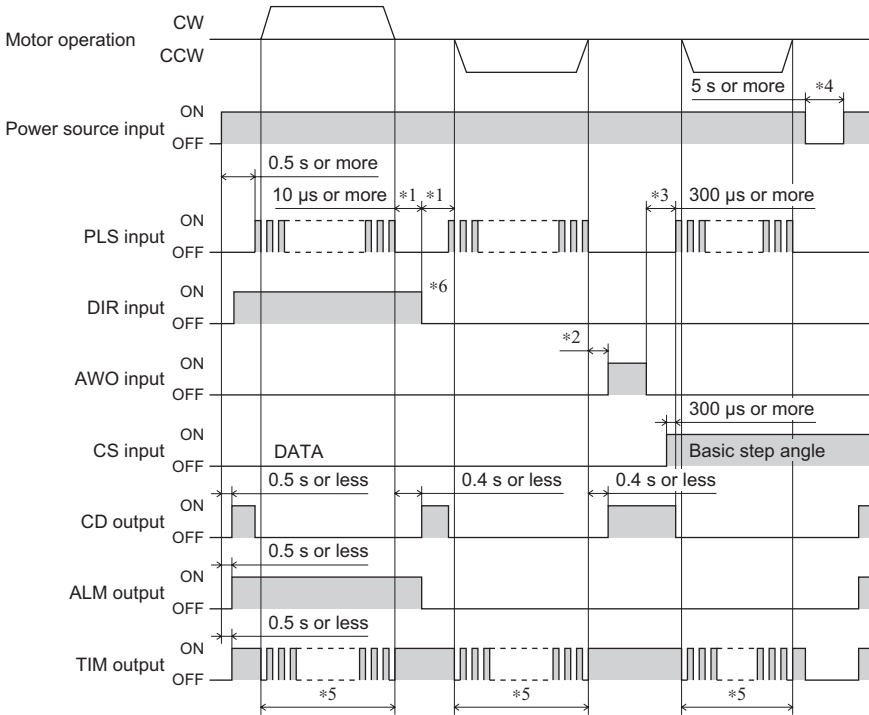 CW
Motor operation
CCW
5 s or more *4
ON
Power source input
OFF
0.5 s or more
10 µs or more *1 *1 *3 300 µs or more
ON
PLS input
OFF
ON *6
DIR input
OFF
*2
ON
AWO input
OFF
300 µs or more
ON
CS input DATA Basic step angle
OFF
0.5 s or less 0.4 s or less 0.4 s or less
ON
CD output
OFF
0.5 s or less
ON
ALM output
OFF
0.5 s or less
ON
TIM output
OFF
*5 *5 *5